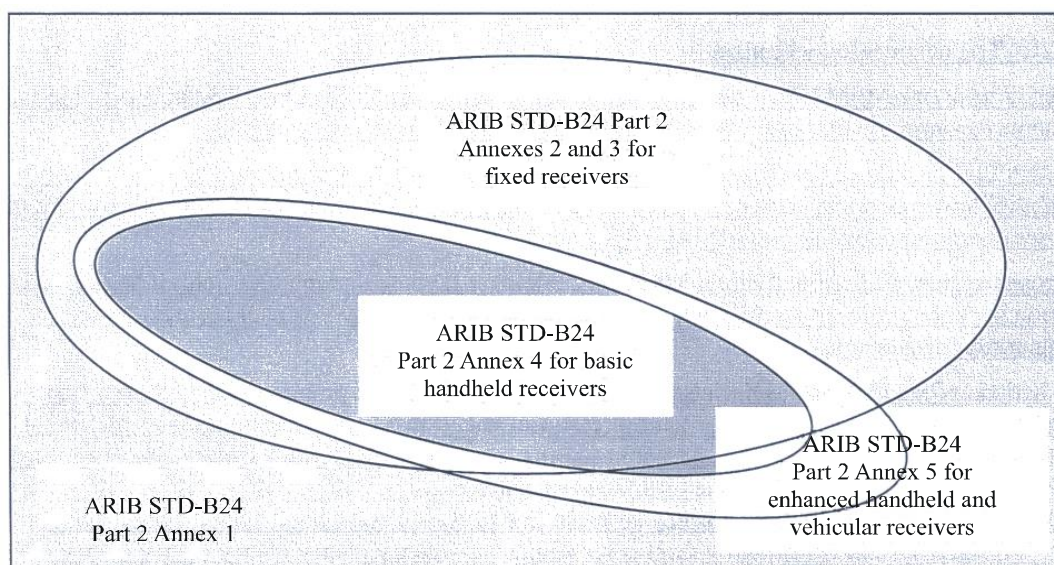 ARIB STD-B24 Part 2
Annexes 2 and 3 for
fixed receivers
ARIB STD-B24
Part 2 Annex 4 for basic
handheld receivers
ARIB STD-B24
Part 2 Annex 5 for
enhanced handheld and
vehicular receivers
ARIB STD-B24
Part 2 Annex 1